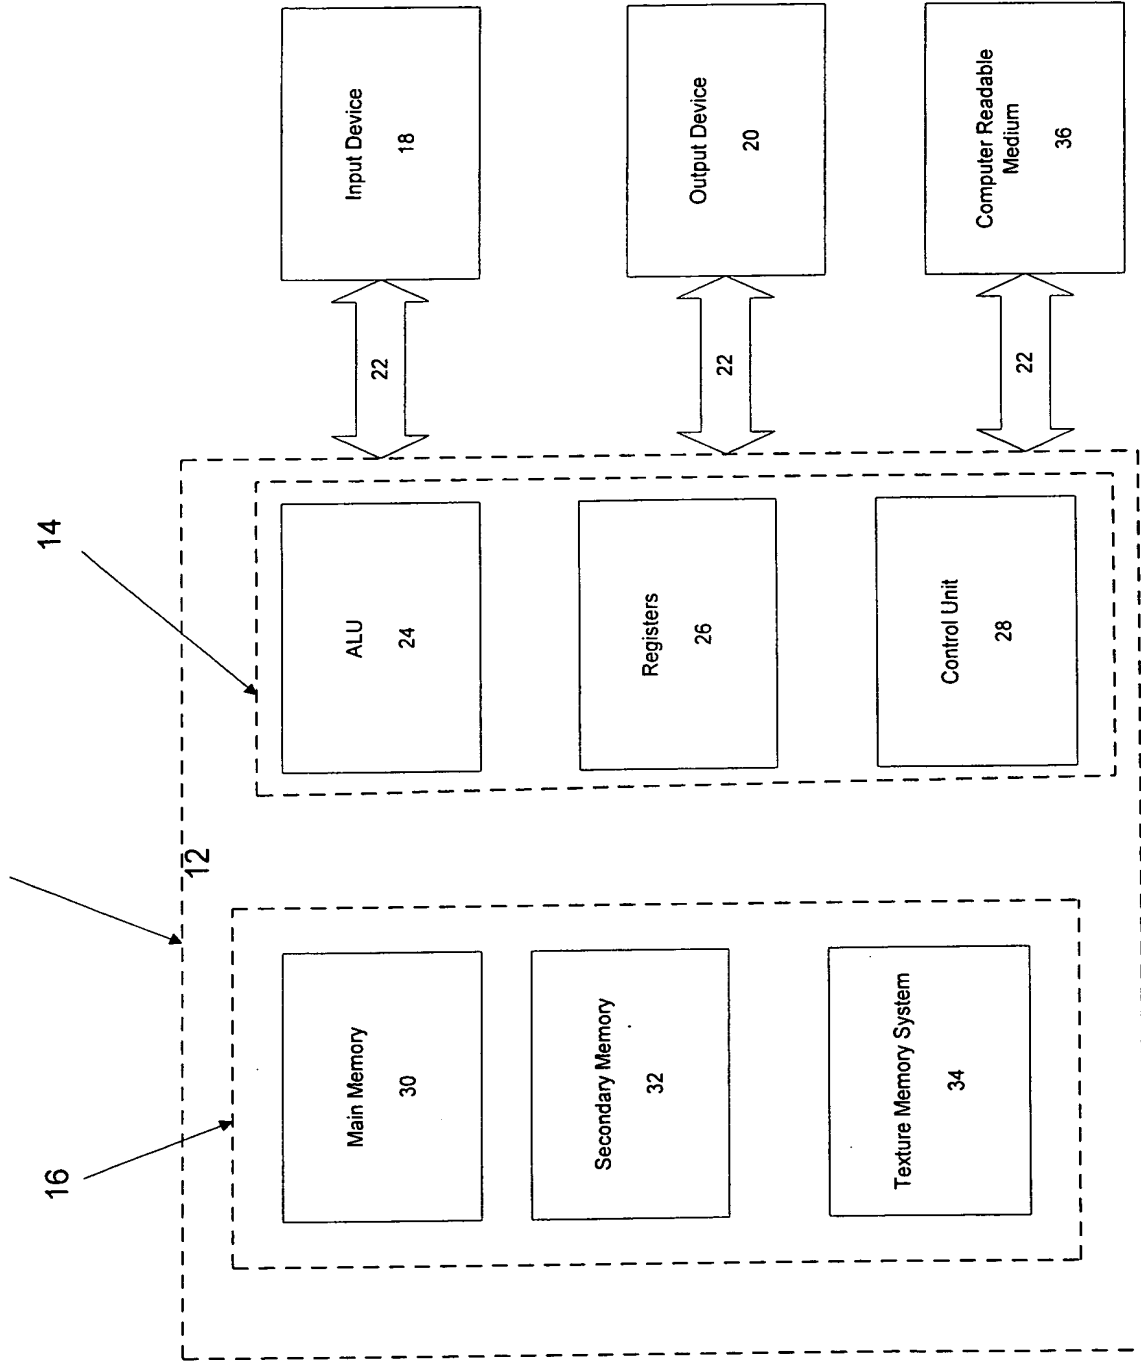 16
14
12
Main Memory
30
Secondary Memory
32
Texture Memory System
34
ALU
24
Registers
26
Control Unit
28
22
22
22
Input Device
18
Output Device
20
Computer Readable
Medium
36